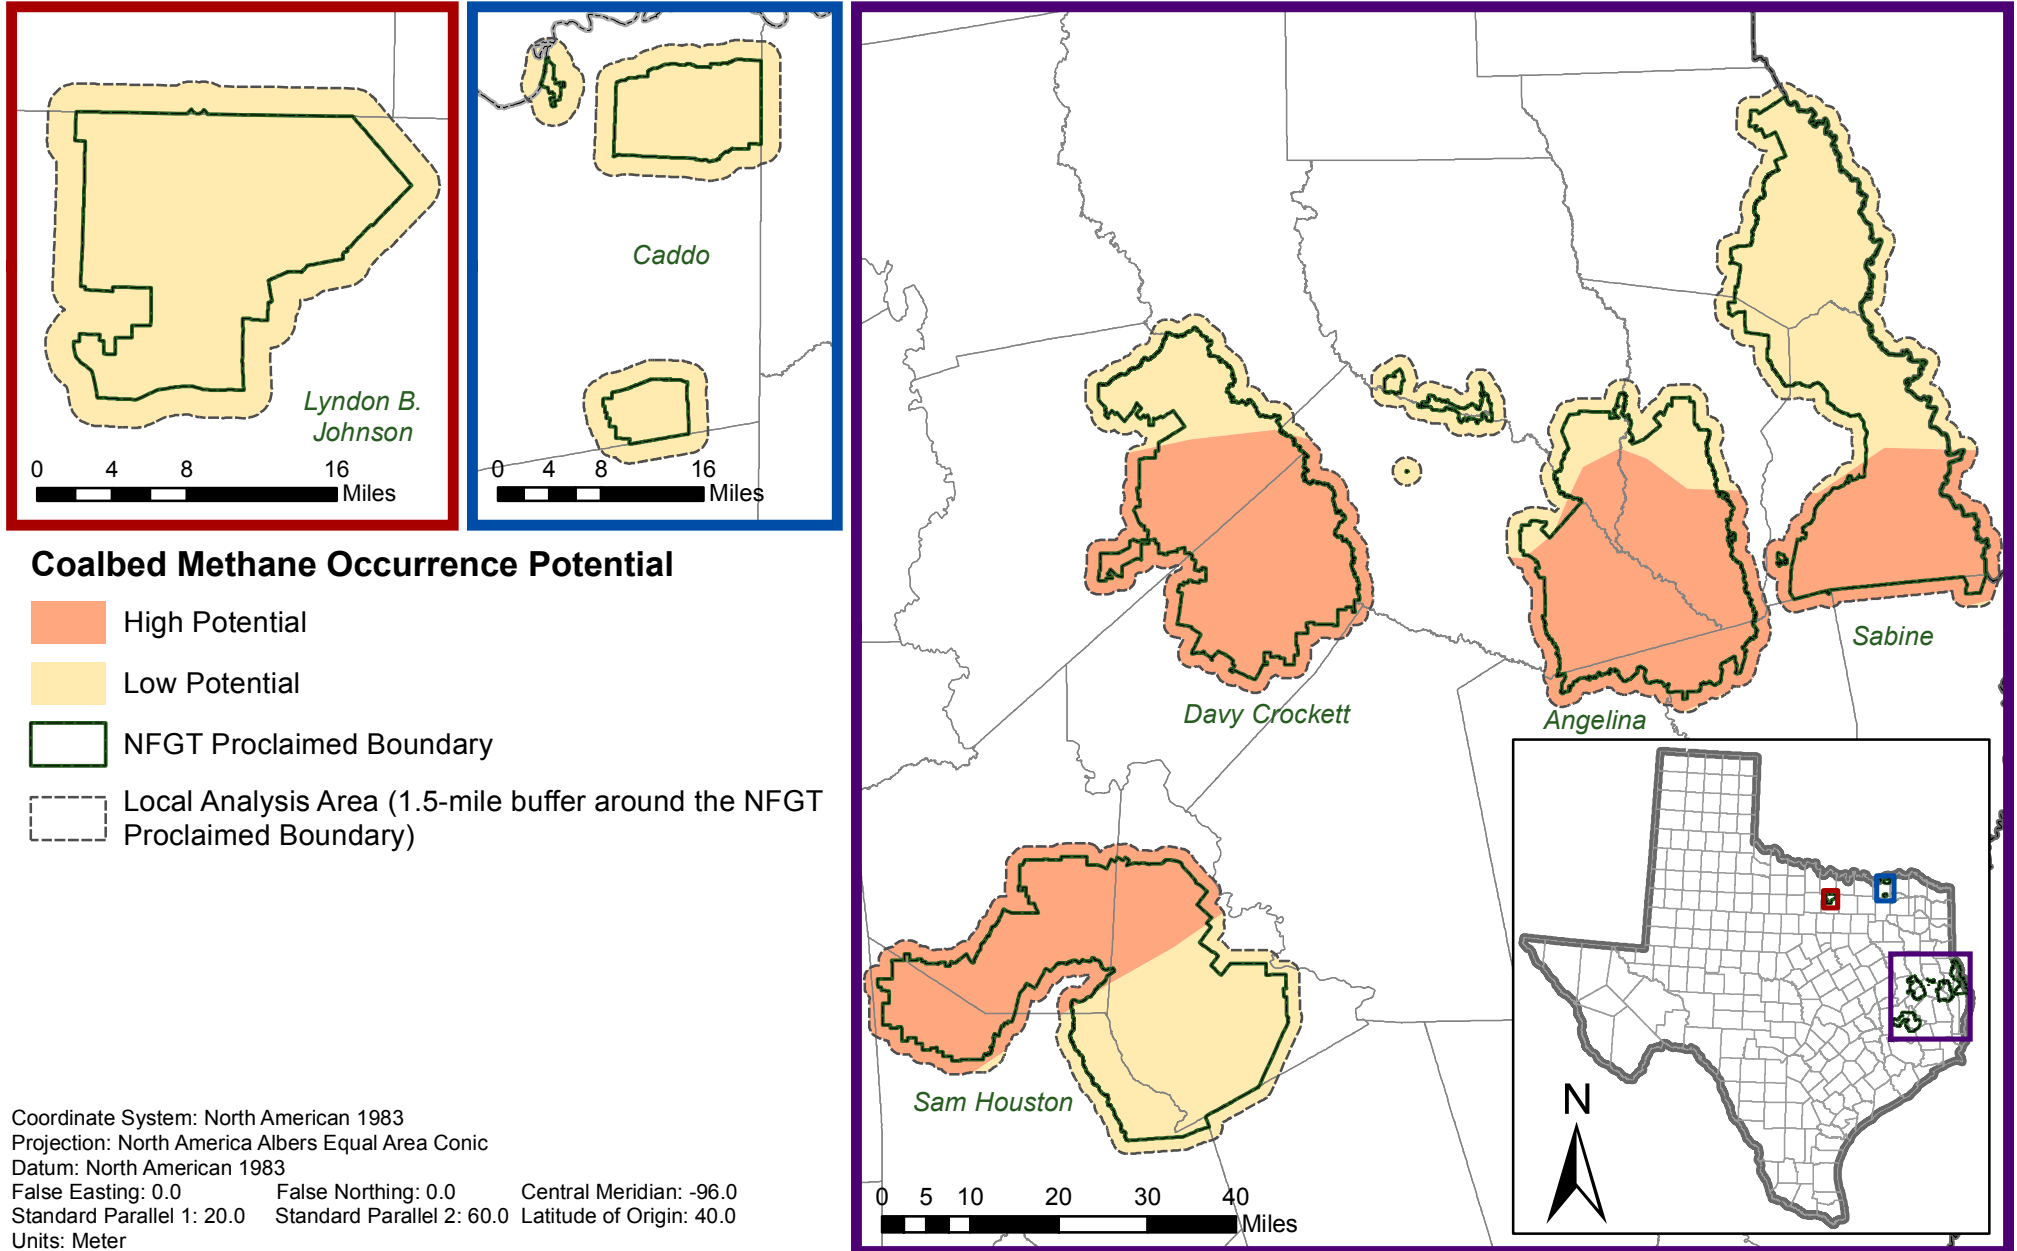 Lyndon B.
Johnson
0 4 8 16
Miles
Caddo
0 4 8 16
Miles
Coalbed Methane Occurrence Potential
High Potential
Low Potential
NFGT Proclaimed Boundary
Local Analysis Area (1.5-mile buffer around the NFGT
Proclaimed Boundary)
Sabine
Davy Crockett
Angelina
Sam Houston
0 5 10 20 30 40
Miles
N
Coordinate System: North American 1983
Projection: North America Albers Equal Area Conic
Datum: North American 1983
False Easting: 0.0 False Northing: 0.0 Central Meridian: -96.0
Standard Parallel 1: 20.0 Standard Parallel 2: 60.0 Latitude of Origin: 40.0
Units: Meter